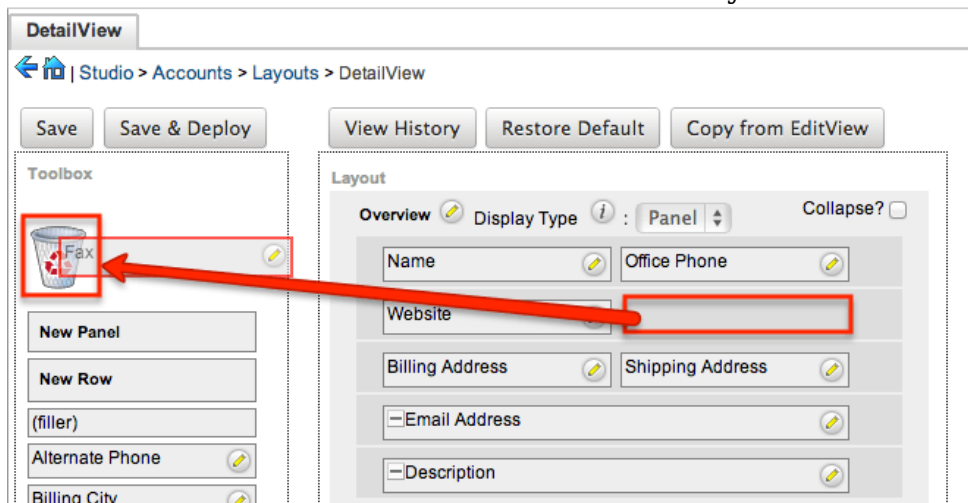 DetailView
| Studio > Accounts > Layouts > DetailView
Save Save & Deploy View History Restore Default Copy from EditView
Toolbox
Fax
New Panel
New Row
(filler)
Alternate Phone
Billing City
Layout
Overview Display Type i : Panel Collapse?
Name Office Phone
Website
Billing Address Shipping Address
Email Address
Description